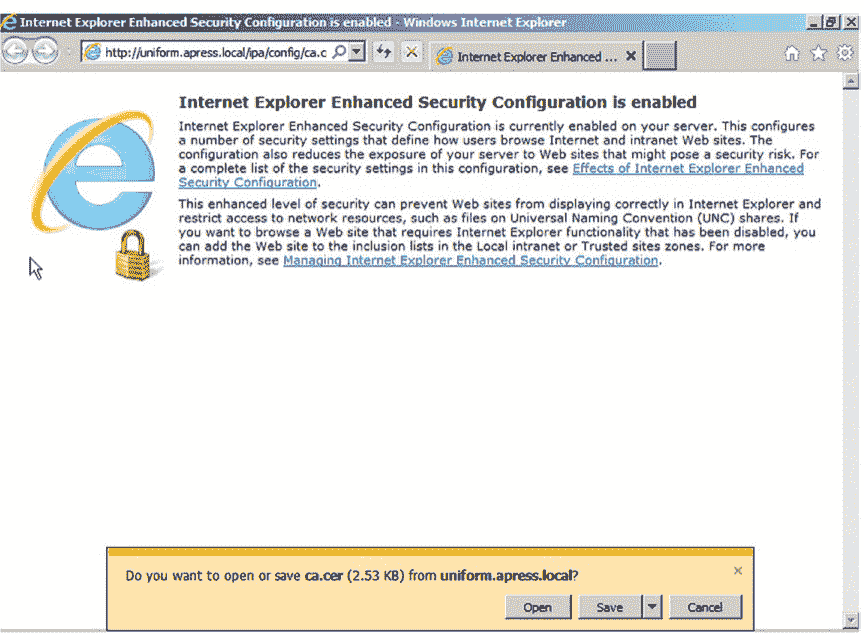 Internet Explorer Enhanced Security Configuration is enabled - Windows Internet Explorer
http://uniform.apress.local/ipa/config/ca.c
Internet Explorer Enhanced ...
Internet Explorer Enhanced Security Configuration is enabled
Internet Explorer Enhanced Security Configuration is currently enabled on your server. This configures
a number of security settings that define how users browse Internet and intranet Web sites. The
configuration also reduces the exposure of your server to Web sites that might pose a security risk. For
a complete list of the security settings in this configuration, see Effects of Internet Explorer Enhanced
Security Configuration.
This enhanced level of security can prevent Web sites from displaying correctly in Internet Explorer and
restrict access to network resources, such as files on Universal Naming Convention (UNC) shares. If
you want to browse a Web site that requires Internet Explorer functionality that has been disabled, you
can add the Web site to the inclusion lists in the Local intranet or Trusted sites zones. For more
information, see Managing Internet Explorer Enhanced Security Configuration.
Do you want to open or save ca.cer (2.53 KB) from uniform.apress.local?
Open Save Cancel